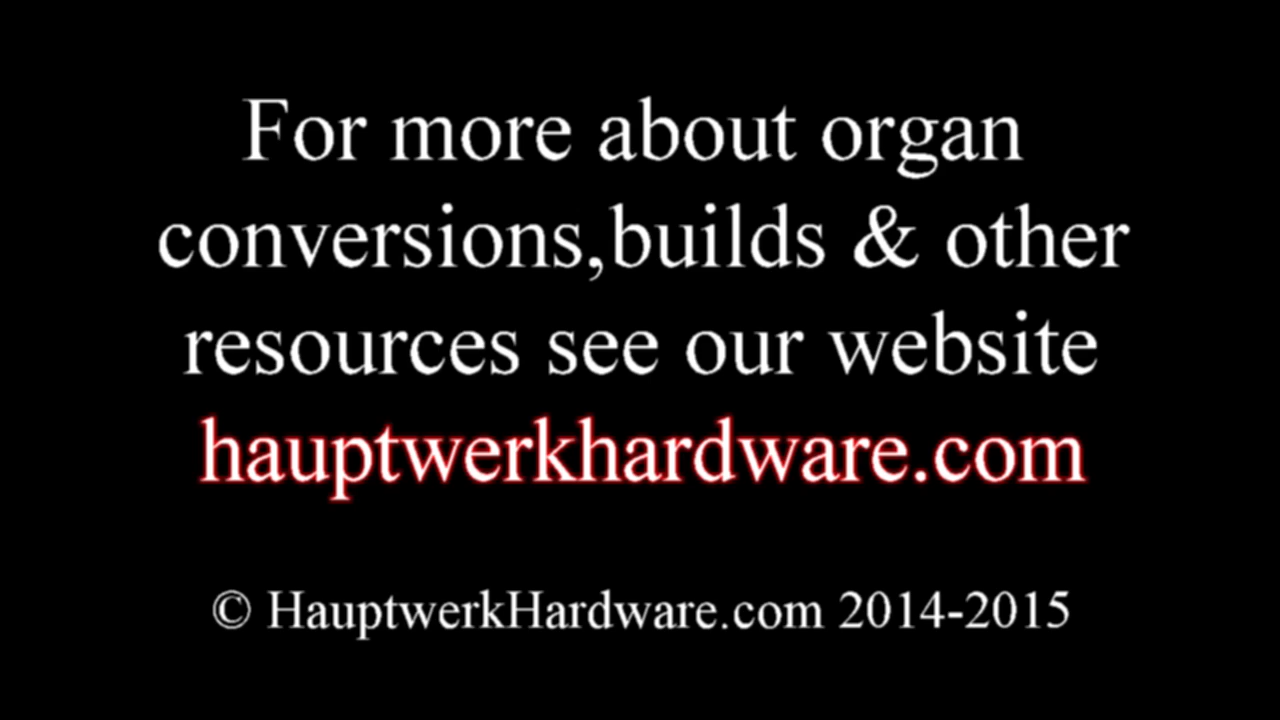 For more about organ
conversions,builds & other
resources see our website
hauptwerkhardware.com
© HauptwerkHardware.com 2014-2015